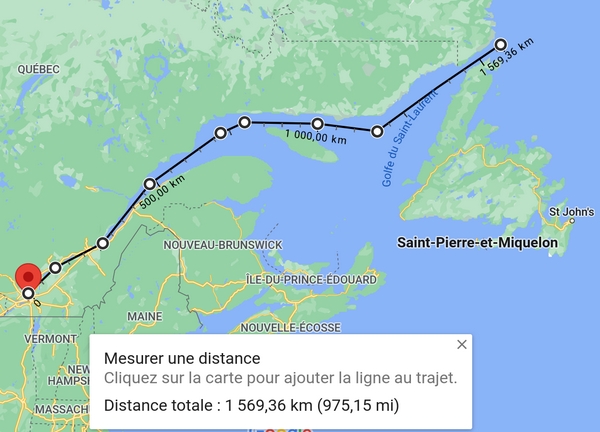 QUÉBEC
1 569,36 km
Golfe du Saint-Laurent
1 000,00 km
500,00 km
0
St John's
Saint-Pierre-et-Miquelon
NOUVEAU-BRUNSWICK
ÎLE-DU-PRINCE-ÉDOUARD
MAINE
NOUVELLE-ÉCOSSE
VERMONT
NEW
HAMPSH
MASSACH
Mesurer une distance
Cliquez sur la carte pour ajouter la ligne au trajet.
Distance totale : 1 569,36 km (975,15 mi)